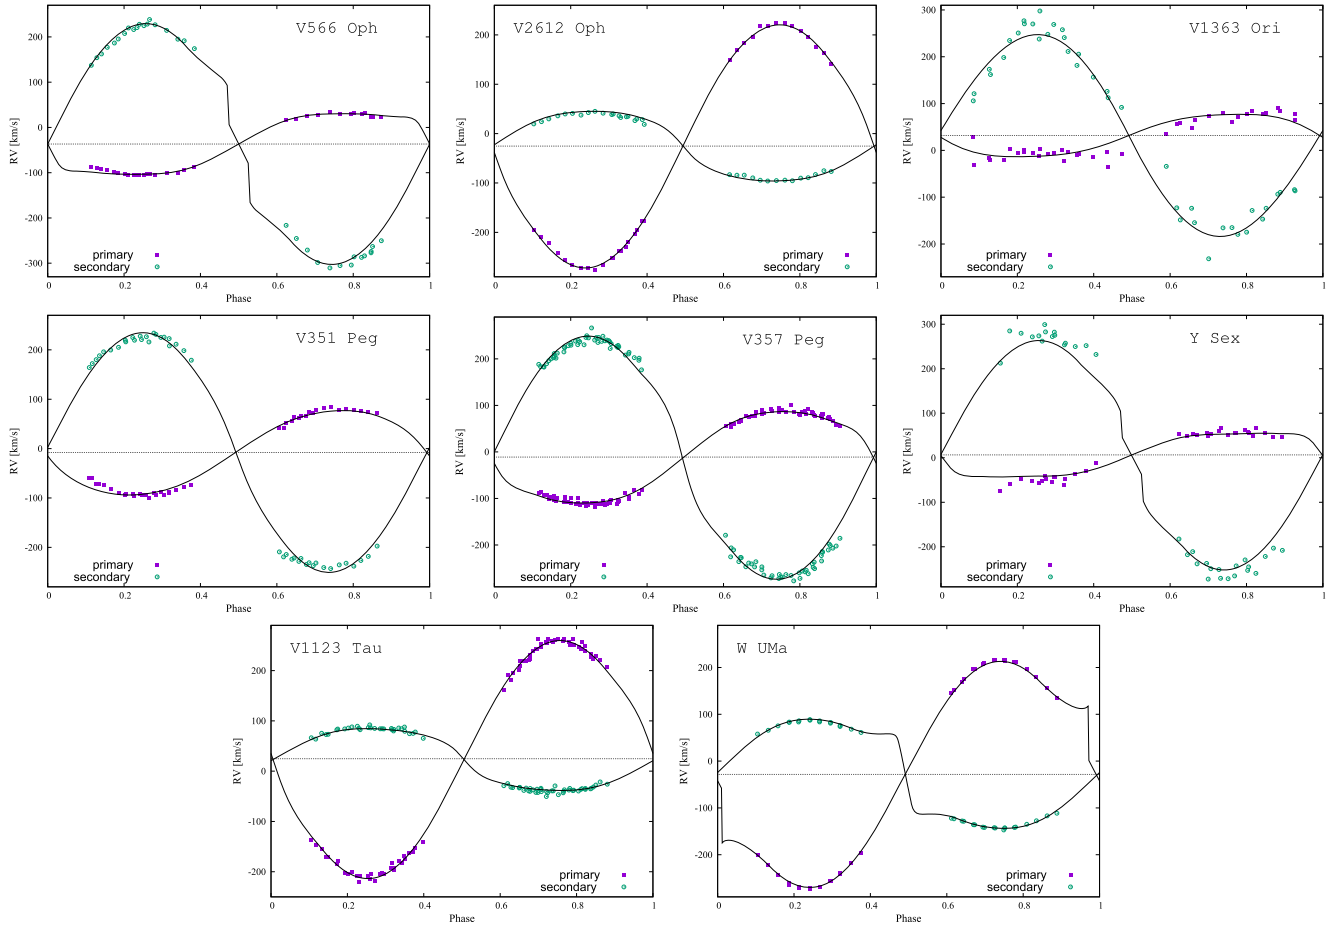 V566 Oph
RV [km/s]
200
100
0
-100
-200
-300
primary
secondary
0 0.2 0.4 0.6 0.8 1
Phase
V2612 Oph
RV [km/s]
200
100
0
-100
-200
primary
secondary
0 0.2 0.4 0.6 0.8 1
Phase
V1363 Ori
RV [km/s]
300
200
100
0
-100
-200
primary
secondary
0 0.2 0.4 0.6 0.8 1
Phase
V351 Peg
RV [km/s]
200
100
0
-100
-200
primary
secondary
0 0.2 0.4 0.6 0.8 1
Phase
V357 Peg
RV [km/s]
300
200
100
0
-100
-200
primary
secondary
0 0.2 0.4 0.6 0.8 1
Phase
Y Sex
RV [km/s]
300
200
100
0
-100
-200
primary
secondary
0 0.2 0.4 0.6 0.8 1
Phase
V1123 Tau
RV [km/s]
200
100
0
-100
-200
primary
secondary
0 0.2 0.4 0.6 0.8 1
Phase
W UMa
RV [km/s]
200
100
0
-100
-200
primary
secondary
0 0.2 0.4 0.6 0.8 1
Phase